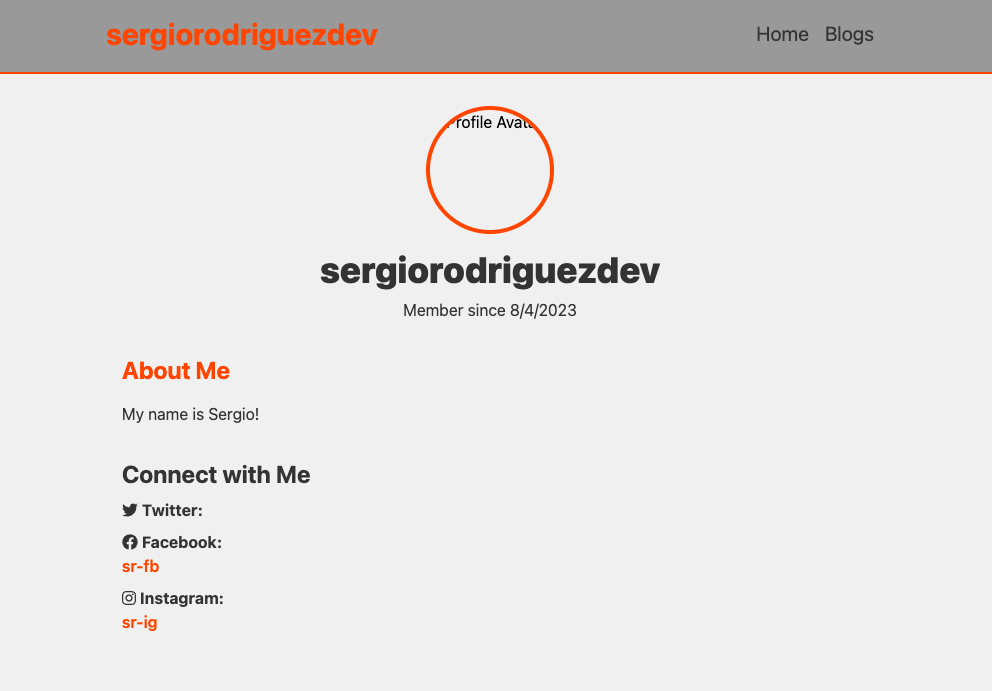 sergiorodriguezdev
Home Blogs
rofile Avat
sergiorodriguezdev
Member since 8/4/2023
About Me
My name is Sergio!
Connect with Me
Twitter:
Facebook:
sr-fb
Instagram:
sr-ig